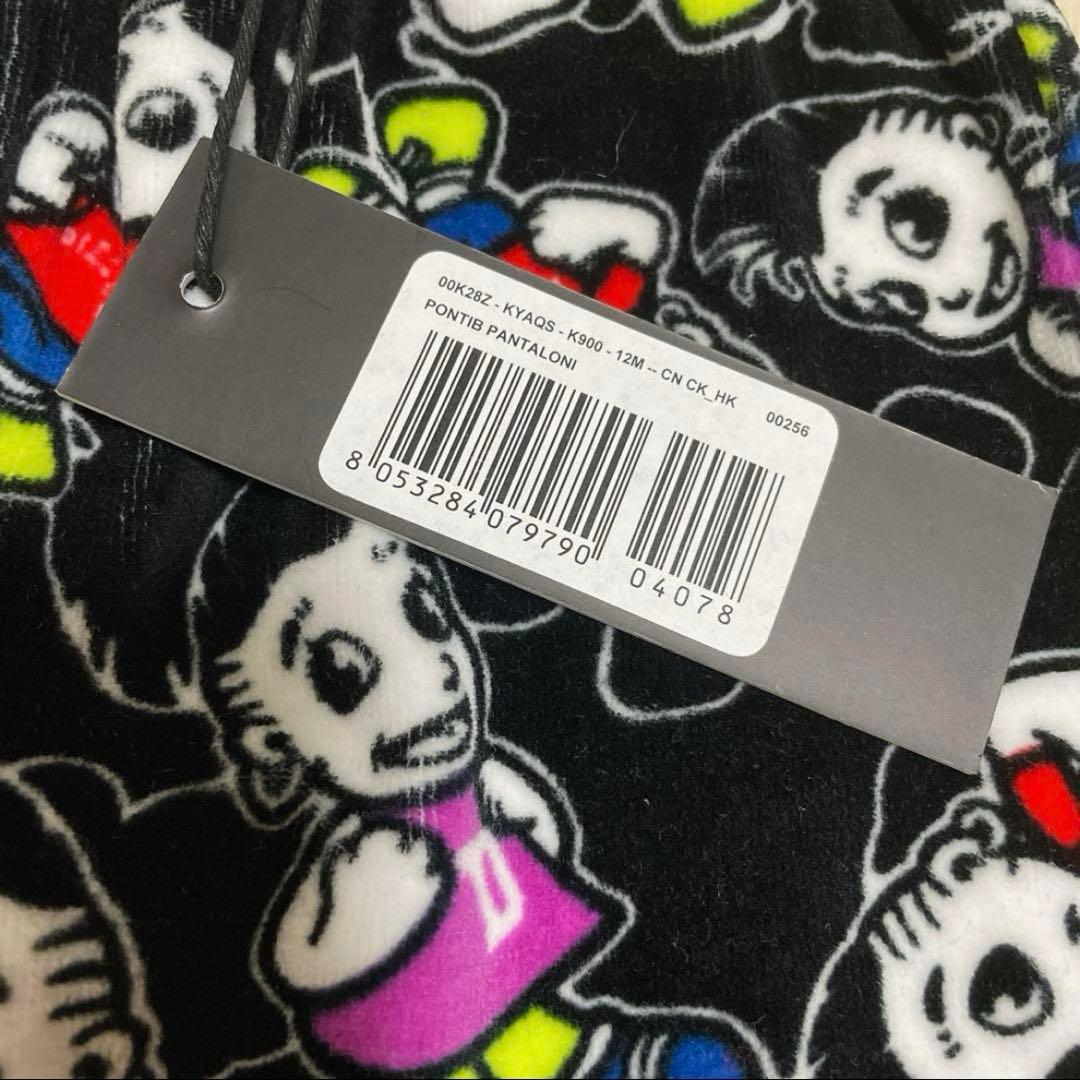 00K28Z - KYAQS - K900 - 12M -- CN CK_HK
PONTIB PANTALONI
00256
8 053284 079790
04078
D